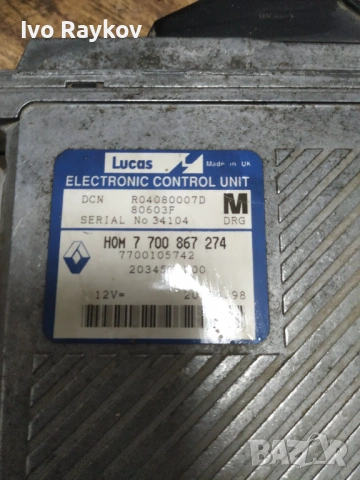 Ivo Raykov
Lucas
Made in UK
ELECTRONIC CONTROL UNIT
DCN R04080007D
80603F
SERIAL No 34104
M
DRG
HOM 7 700 867 274
7700105742
12V=
BAZAR